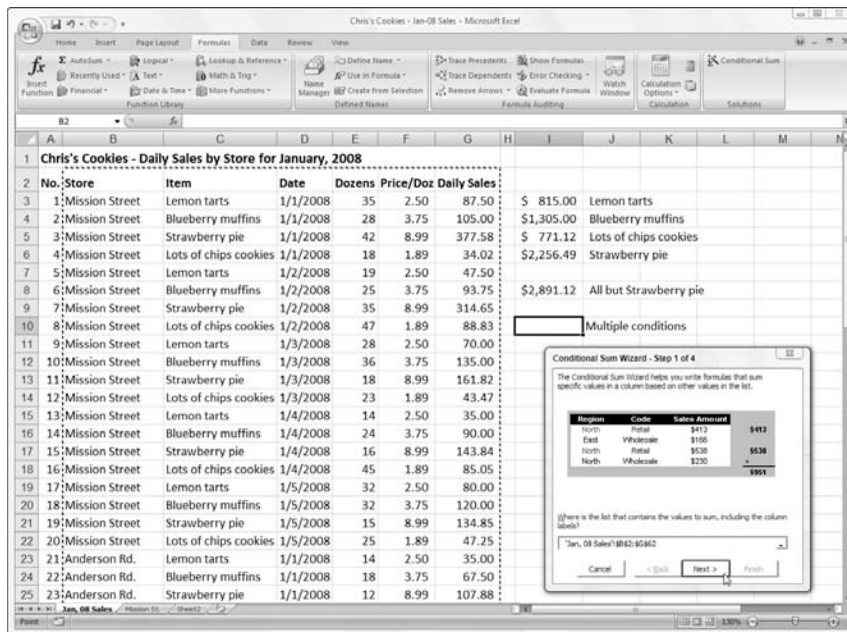 Chris's Cookies - Jan-08 Sales - Microsoft Excel
Home Insert Page Layout Formulas Data Review View
fx Insert Function
Σ AutoSum
Recently Used
Financial
Logical
Text
Date & Time
Lookup & Reference
Math & Trig
More Functions
Function Library
Name Manager
Define Name
Use in Formula
Create from Selection
Defined Names
Trace Precedents
Trace Dependents
Remove Arrows
Show Formulas
Error Checking
Evaluate Formula
Watch Window
Formula Auditing
Calculation Options
Calculation
Conditional Sum
Solutions
B2 fx
A B C D E F G H I J K L M N
1 Chris's Cookies - Daily Sales by Store for January, 2008
2 No. Store Item Date Dozens Price/Doz Daily Sales
3 1 Mission Street Lemon tarts 1/1/2008 35 2.50 87.50 $ 815.00 Lemon tarts
4 2 Mission Street Blueberry muffins 1/1/2008 28 3.75 105.00 $1,305.00 Blueberry muffins
5 3 Mission Street Strawberry pie 1/1/2008 42 8.99 377.58 $ 771.12 Lots of chips cookies
6 4 Mission Street Lots of chips cookies 1/1/2008 18 1.89 34.02 $2,256.49 Strawberry pie
7 5 Mission Street Lemon tarts 1/2/2008 19 2.50 47.50
8 6 Mission Street Blueberry muffins 1/2/2008 25 3.75 93.75 $2,891.12 All but Strawberry pie
9 7 Mission Street Strawberry pie 1/2/2008 35 8.99 314.65
10 8 Mission Street Lots of chips cookies 1/2/2008 47 1.89 88.83 Multiple conditions
11 9 Mission Street Lemon tarts 1/3/2008 28 2.50 70.00
12 10 Mission Street Blueberry muffins 1/3/2008 36 3.75 135.00
13 11 Mission Street Strawberry pie 1/3/2008 18 8.99 161.82
14 12 Mission Street Lots of chips cookies 1/3/2008 23 1.89 43.47
15 13 Mission Street Lemon tarts 1/4/2008 14 2.50 35.00
16 14 Mission Street Blueberry muffins 1/4/2008 24 3.75 90.00
17 15 Mission Street Strawberry pie 1/4/2008 16 8.99 143.84
18 16 Mission Street Lots of chips cookies 1/4/2008 45 1.89 85.05
19 17 Mission Street Lemon tarts 1/5/2008 32 2.50 80.00
20 18 Mission Street Blueberry muffins 1/5/2008 32 3.75 120.00
21 19 Mission Street Strawberry pie 1/5/2008 15 8.99 134.85
22 20 Mission Street Lots of chips cookies 1/5/2008 25 1.89 47.25
23 21 Anderson Rd. Lemon tarts 1/1/2008 14 2.50 35.00
24 22 Anderson Rd. Blueberry muffins 1/1/2008 18 3.75 67.50
25 23 Anderson Rd. Strawberry pie 1/1/2008 12 8.99 107.88
Conditional Sum Wizard - Step 1 of 4
The Conditional Sum Wizard helps you write formulas that sum
specific values in a column based on other values in the list.
Region Code Sales Amount
North Retail $413 $413
East Wholesale $166
North Retail $538 $538
North Wholesale $230 +
$951
Where is the list that contains the values to sum, including the column
labels?
'Jan, 08 Sales'!$B$2:$G$62
Cancel < Back Next > Finish
Jan, 08 Sales Mission St. Sheet2
Point 130%